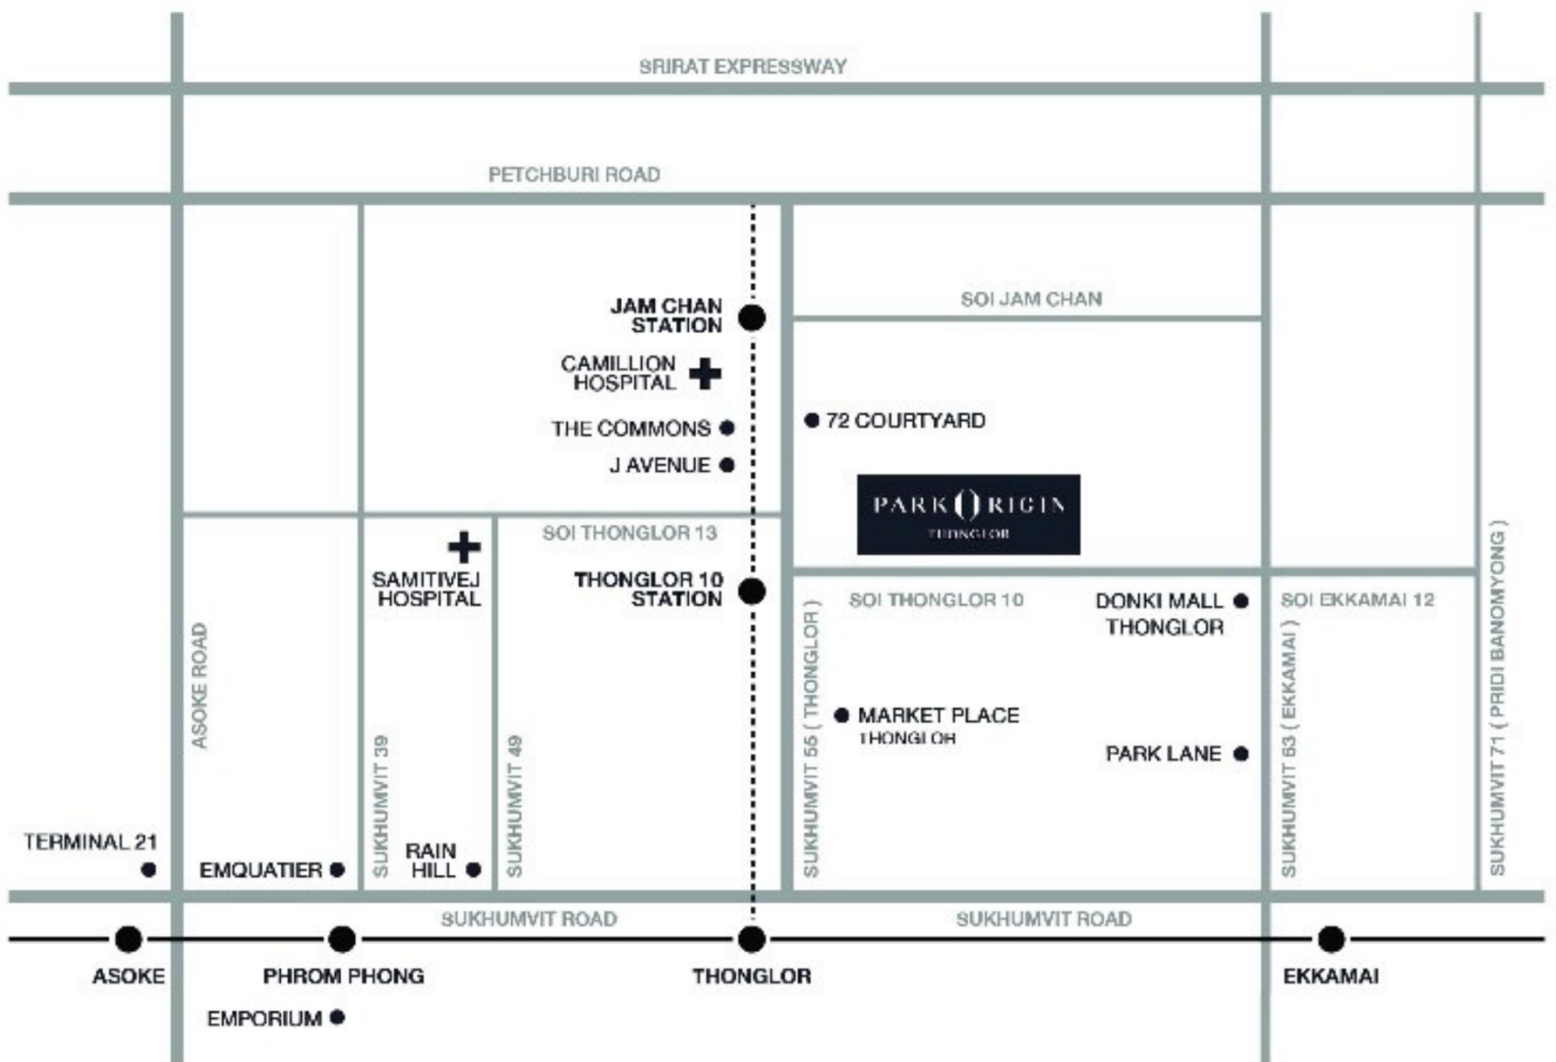 SRIRAT EXPRESSWAY
PETCHBURI ROAD
SOI JAM CHAN
JAM CHAN
STATION
CAMILLION
HOSPITAL
THE COMMONS
72 COURTYARD
J AVENUE
PARK ORIGIN
THONGLOR
SOI THONGLOR 13
SAMITIVEJ
HOSPITAL
THONGLOR 10
STATION
SOI THONGLOR 10
DONKI MALL
THONGLOR
SOI EKKAMAI 12
ASOKE ROAD
SUKHUMVIT 39
SUKHUMVIT 49
SUKHUMVIT 55 ( THONGLOR )
SUKHUMVIT 63 ( EKKAMAI )
SUKHUMVIT 71 ( PRIDI BANOMYONG )
MARKET PLACE
THONGLOR
PARK LANE
TERMINAL 21
EMQUATIER
RAIN
HILL
SUKHUMVIT ROAD
SUKHUMVIT ROAD
ASOKE
PHROM PHONG
THONGLOR
EKKAMAI
EMPORIUM